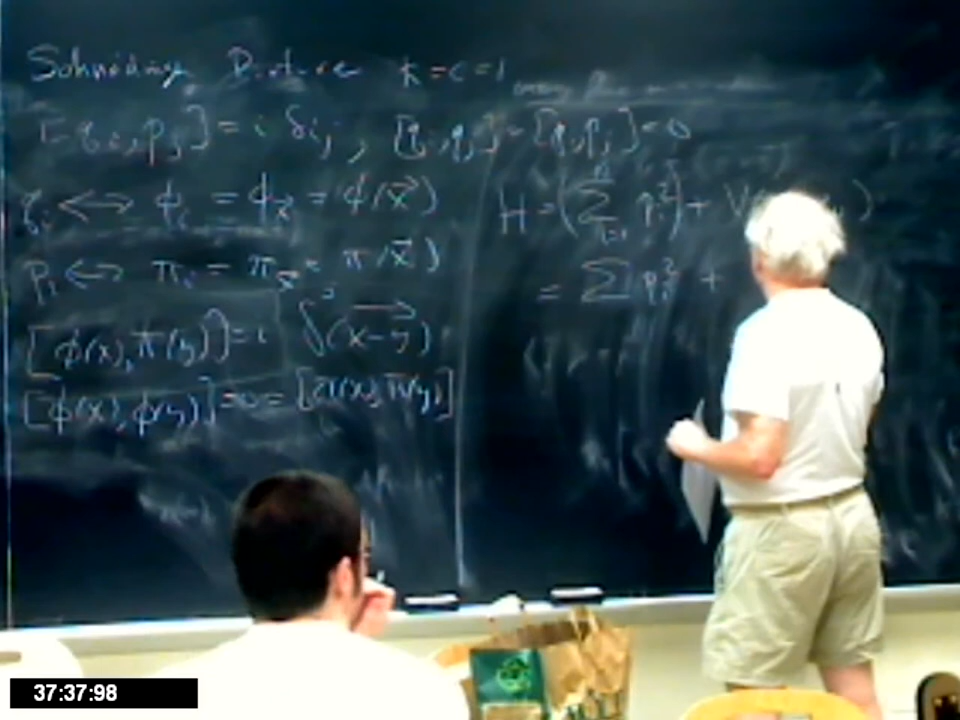 Schrödinger Picture ħ = c = 1
[q_i, p_j] = i δ_ij ; [q_i, q_j] = [p_i, p_j] = 0
q_i ⟷ φ_i = φ_x⃗ = φ(x⃗)
p_i ⟷ π_i = π_x⃗ = π(x⃗)
[φ(x), π(y)] = i δ³(x-y)
[φ(x), φ(y)] = 0 = [π(x), π(y)]
H = (∑ p_i²) + V(
= ∑ p_i² +
37:37:98